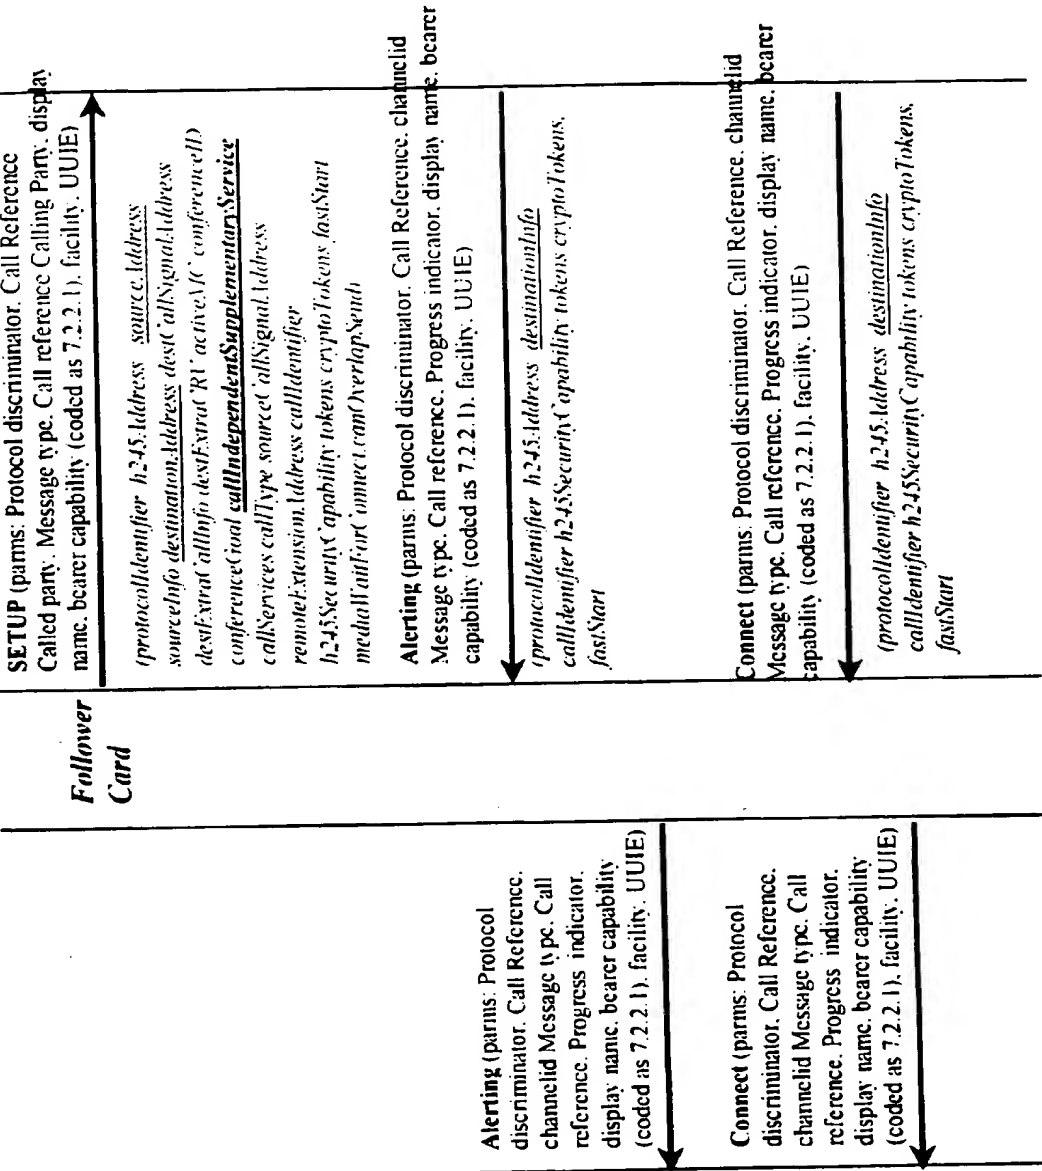 SETUP (parms: Protocol discriminator. Call Reference
Called party. Message type. Call reference Calling Party. display
name. bearer capability (coded as 7.2.2.1). facility. UUIE)
(protocolIdentifier h245Address sourceAddress
sourceInfo destinationAddress destCallSignalAddress
destExtraCallInfo destExtraCRV activeMC conferenceID
conferenceGoal callIndependentSupplementaryService
callServices callType sourceCallSignalAddress
remoteExtensionAddress callIdentifier
h245SecurityCapability tokens cryptoTokens fastStart
mediaWaitForConnect canOverlapSend)
Follower
Card
Alerting (parms: Protocol discriminator. Call Reference. channelid
Message type. Call reference. Progress indicator. display name. bearer
capability (coded as 7.2.2.1). facility. UUIE)
(protocolIdentifier h245Address destinationInfo
callIdentifier h245SecurityCapability tokens cryptoTokens,
fastStart
Connect (parms: Protocol discriminator. Call Reference. channelid
Message type. Call reference. Progress indicator. display name. bearer
capability (coded as 7.2.2.1). facility. UUIE)
(protocolIdentifier h245Address destinationInfo
callIdentifier h245SecurityCapability tokens cryptoTokens,
fastStart
Alerting (parms: Protocol
discriminator. Call Reference.
channelid Message type. Call
reference. Progress indicator.
display name. bearer capability
(coded as 7.2.2.1). facility. UUIE)
Connect (parms: Protocol
discriminator. Call Reference.
channelid Message type. Call
reference. Progress indicator.
display name. bearer capability
(coded as 7.2.2.1). facility. UUIE)